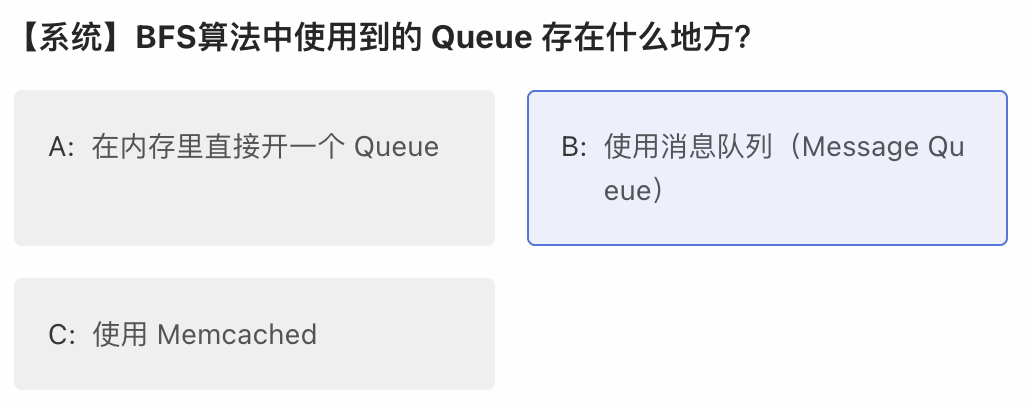 【系统】BFS算法中使用到的 Queue 存在什么地方?
A: 在内存里直接开一个 Queue
B: 使用消息队列（Message Qu
eue）
C: 使用 Memcached